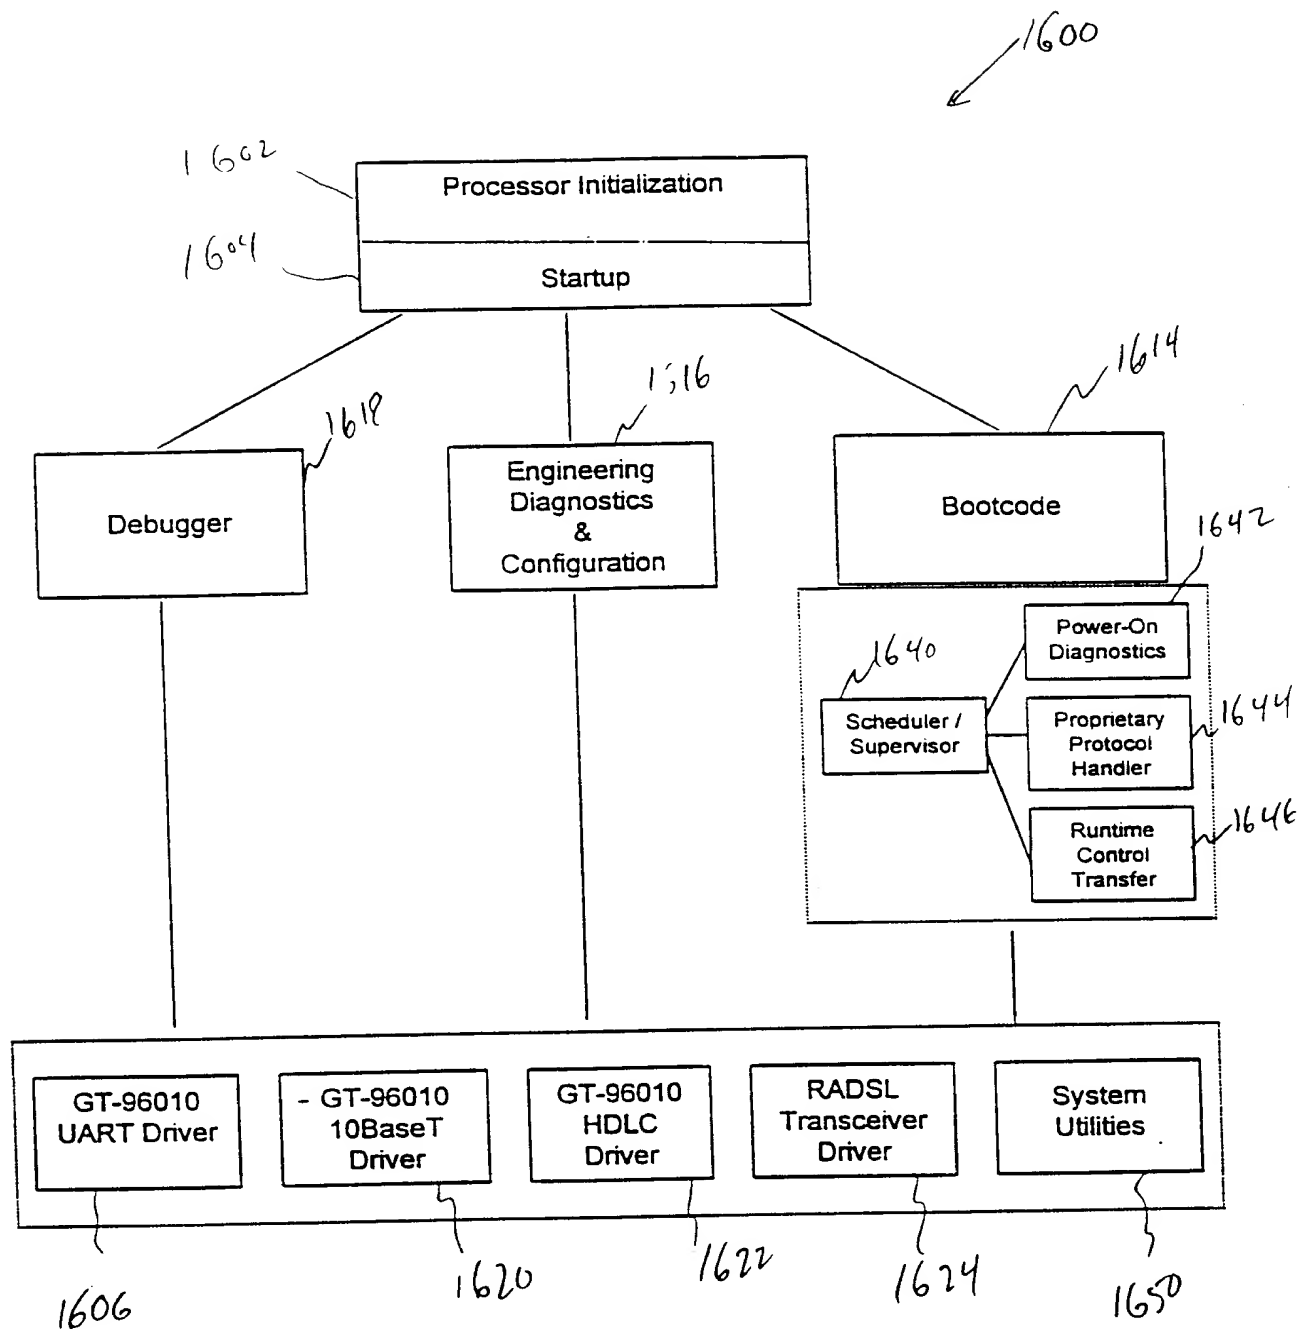 1600
1602
Processor Initialization
1604
Startup
1614
1618
Debugger
Engineering
Diagnostics
&
Configuration
Bootcode
1642
Power-On
Diagnostics
1640
Scheduler /
Supervisor
1644
Proprietary
Protocol
Handler
1646
Runtime
Control
Transfer
GT-96010
UART Driver
- GT-96010
10BaseT
Driver
GT-96010
HDLC
Driver
RADSL
Transceiver
Driver
System
Utilities
1606
1620
1622
1624
1650